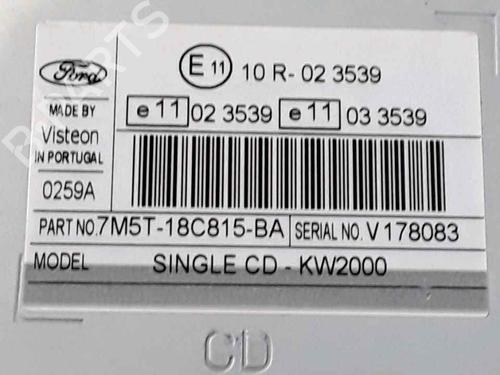 Ford
E 11 10 R - 02 3539
MADE BY
Visteon
IN PORTUGAL
e 11 02 3539 e 11 03 3539
0259A
PART NO. 7M5T-18C815-BA SERIAL NO. V 178083
MODEL SINGLE CD - KW2000
CD